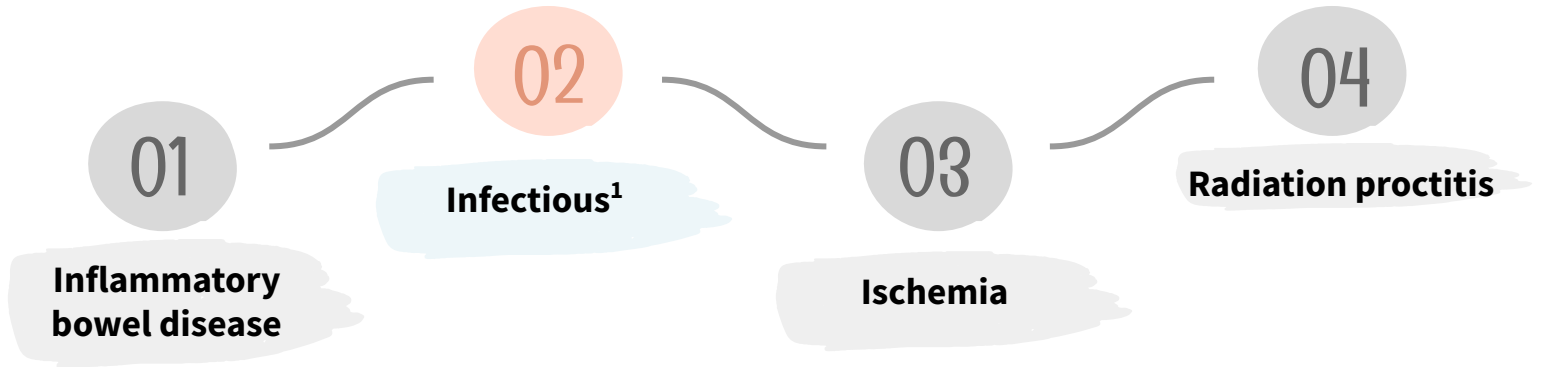 01
Inflammatory
bowel disease
02
Infectious¹
03
Ischemia
04
Radiation proctitis